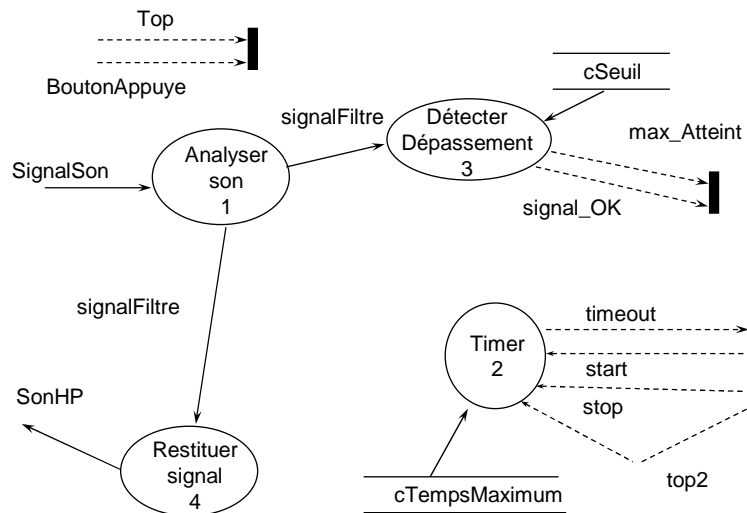 Top
BoutonAppuye
cSeuil
signalFiltre
Détecter
Dépassement
3
max_Atteint
Analyser
son
1
SignalSon
signal_OK
signalFiltre
timeout
Timer
2
start
SonHP
stop
Restituer
signal
4
cTempsMaximum
top2